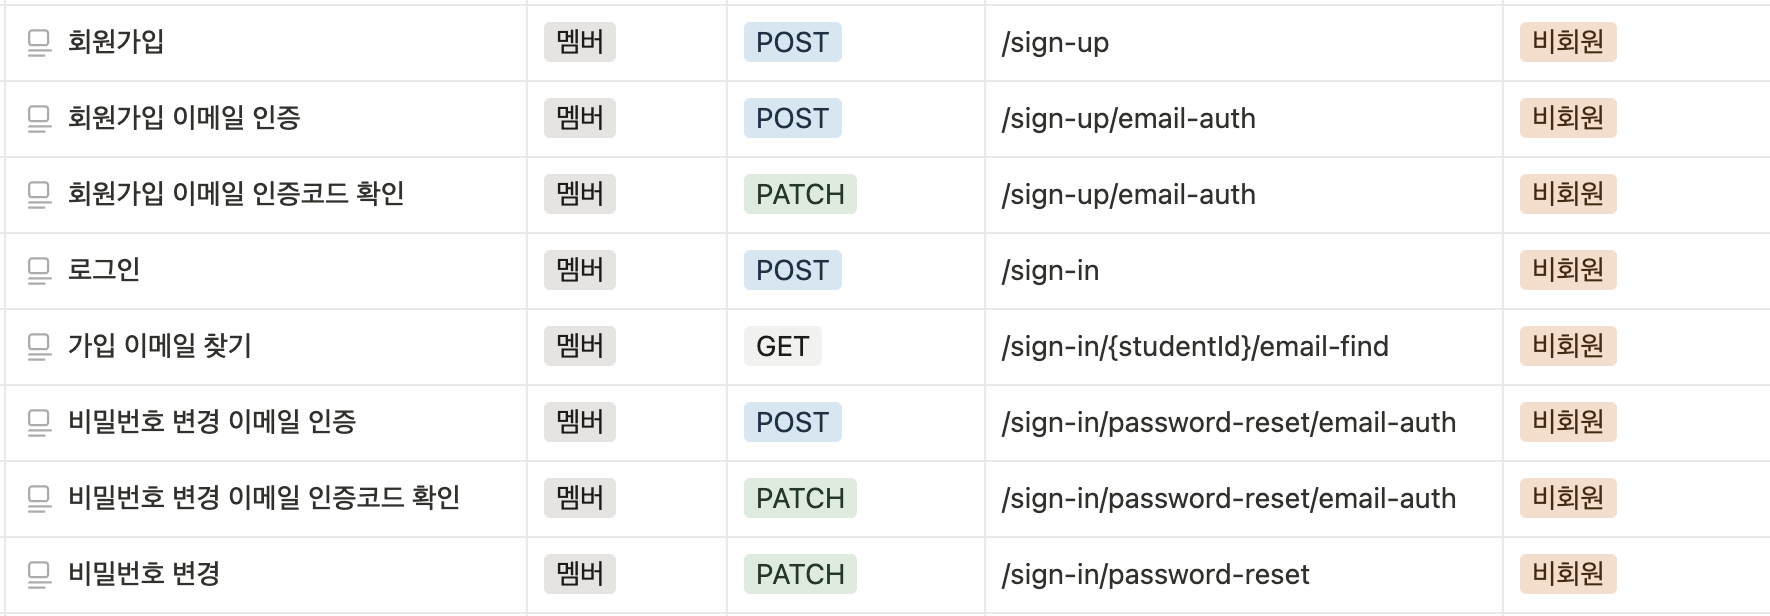 회원가입 멤버 POST /sign-up 비회원
회원가입 이메일 인증 멤버 POST /sign-up/email-auth 비회원
회원가입 이메일 인증코드 확인 멤버 PATCH /sign-up/email-auth 비회원
로그인 멤버 POST /sign-in 비회원
가입 이메일 찾기 멤버 GET /sign-in/{studentId}/email-find 비회원
비밀번호 변경 이메일 인증 멤버 POST /sign-in/password-reset/email-auth 비회원
비밀번호 변경 이메일 인증코드 확인 멤버 PATCH /sign-in/password-reset/email-auth 비회원
비밀번호 변경 멤버 PATCH /sign-in/password-reset 비회원